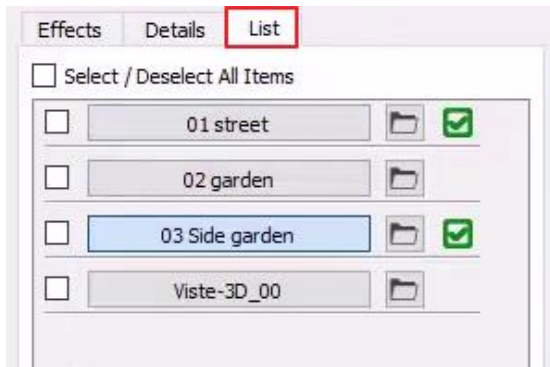 Effects Details List
Select / Deselect All Items
01 street
02 garden
03 Side garden
Viste-3D_00